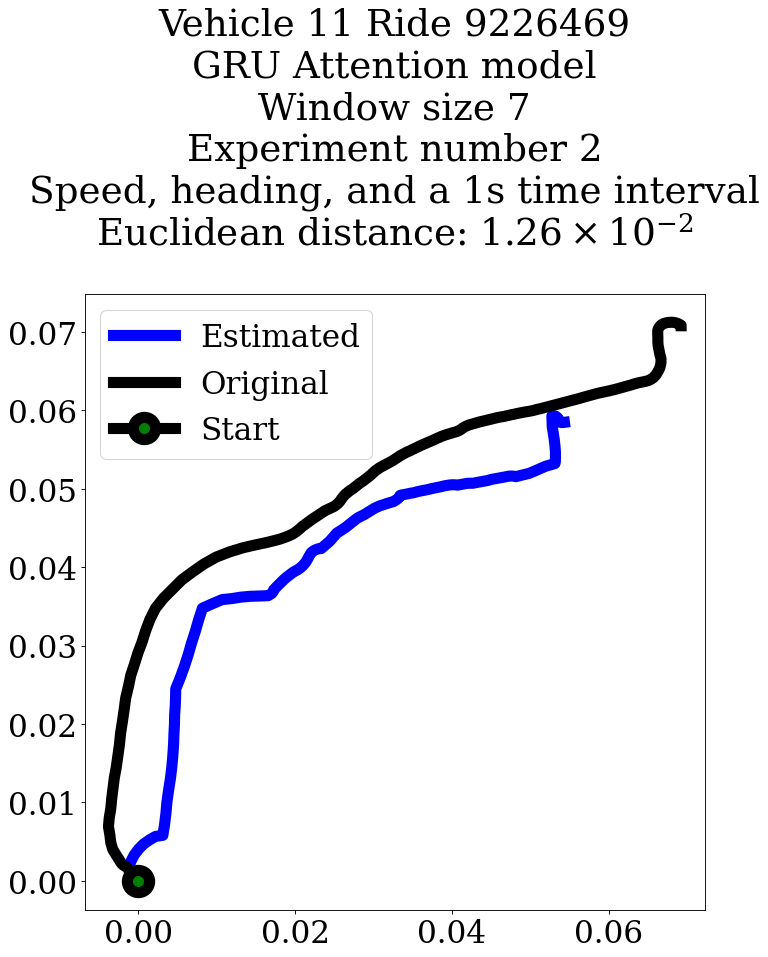 Vehicle 11 Ride 9226469
GRU Attention model
Window size 7
Experiment number 2
Speed, heading, and a 1s time interval
Euclidean distance: 1.26 × 10⁻²
Estimated
Original
Start
0.07
0.06
0.05
0.04
0.03
0.02
0.01
0.00
0.00 0.02 0.04 0.06